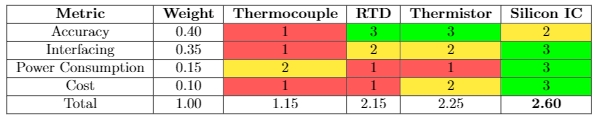 Metric Weight Thermocouple RTD Thermistor Silicon IC
Accuracy 0.40 1 3 3 2
Interfacing 0.35 1 2 2 3
Power Consumption 0.15 2 1 1 3
Cost 0.10 1 1 2 3
Total 1.00 1.15 2.15 2.25 2.60